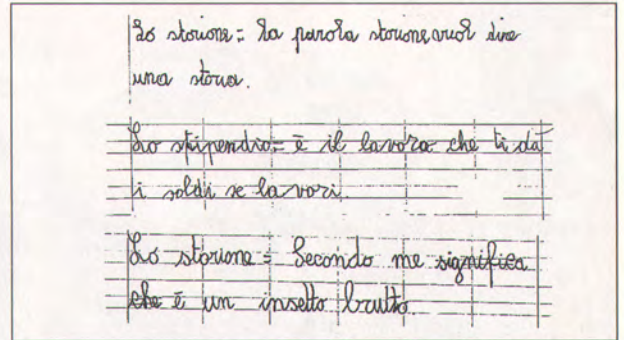 Lo storione = La parola storione vuol dire
una storia.
Lo stipendio = è il lavoro che ti dà
i soldi se lavori.
Lo storione = Secondo me significa
che è un insetto brutto.